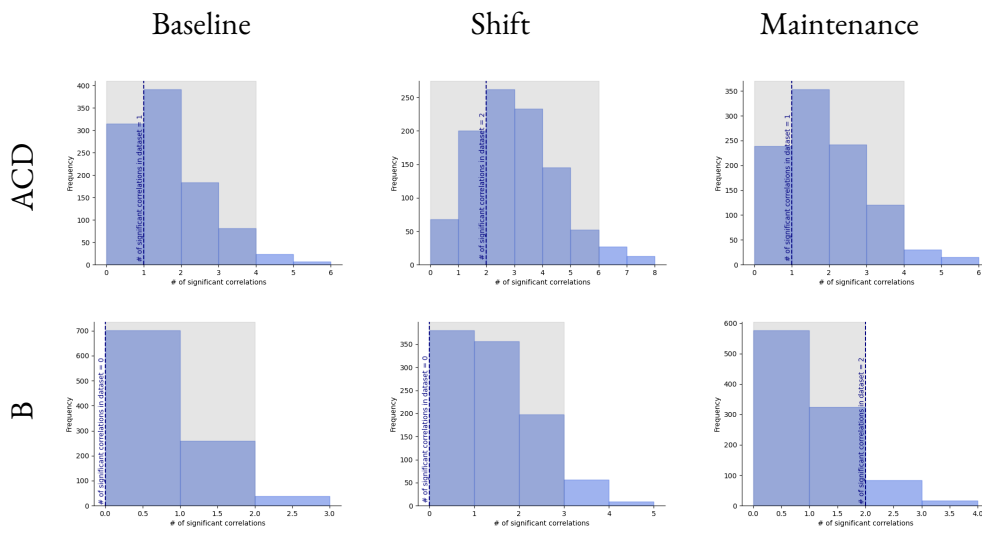 Baseline
Shift
Maintenance
ACD
400
350
300
250
200
150
100
50
0
Frequency
# of significant correlations in dataset = 1
0 1 2 3 4 5 6
# of significant correlations
250
200
150
100
50
0
Frequency
# of significant correlations in dataset = 2
0 1 2 3 4 5 6 7 8
# of significant correlations
350
300
250
200
150
100
50
0
Frequency
# of significant correlations in dataset = 1
0 1 2 3 4 5 6
# of significant correlations
B
700
600
500
400
300
200
100
0
Frequency
# of significant correlations in dataset = 0
0.0 0.5 1.0 1.5 2.0 2.5 3.0
# of significant correlations
350
300
250
200
150
100
50
0
Frequency
# of significant correlations in dataset = 0
0 1 2 3 4 5
# of significant correlations
600
500
400
300
200
100
0
Frequency
# of significant correlations in dataset = 2
0.0 0.5 1.0 1.5 2.0 2.5 3.0 3.5 4.0
# of significant correlations